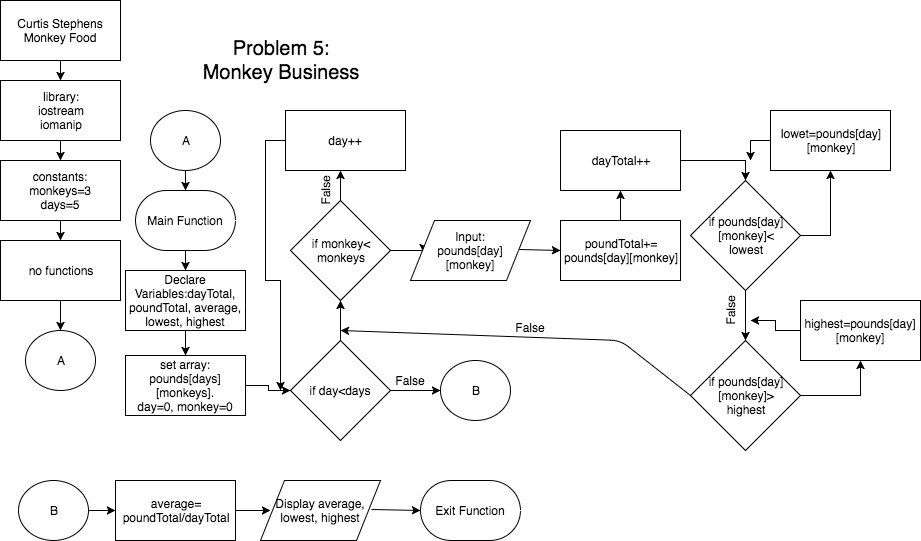 Curtis Stephens
Monkey Food
Problem 5:
Monkey Business
library:
iostream
iomanip
constants:
monkeys=3
days=5
no functions
A
A
Main Function
Declare
Variables:dayTotal,
poundTotal, average,
lowest, highest
set array:
pounds[days]
[monkeys].
day=0, monkey=0
day++
False
if monkey<
monkeys
if day<days
False
B
Input:
pounds[day]
[monkey]
dayTotal++
poundTotal+=
pounds[day][monkey]
lowet=pounds[day]
[monkey]
if pounds[day]
[monkey]<
lowest
False
highest=pounds[day]
[monkey]
if pounds[day]
[monkey]>
highest
False
B
average=
poundTotal/dayTotal
Display average,
lowest, highest
Exit Function